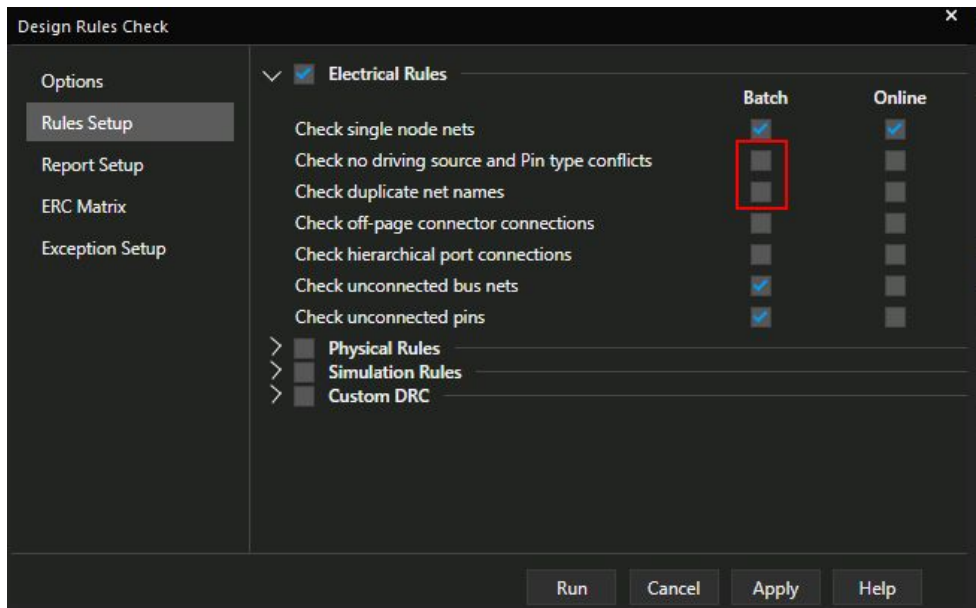 Design Rules Check
Options
Rules Setup
Report Setup
ERC Matrix
Exception Setup
Electrical Rules
Batch Online
Check single node nets
Check no driving source and Pin type conflicts
Check duplicate net names
Check off-page connector connections
Check hierarchical port connections
Check unconnected bus nets
Check unconnected pins
Physical Rules
Simulation Rules
Custom DRC
Run Cancel Apply Help